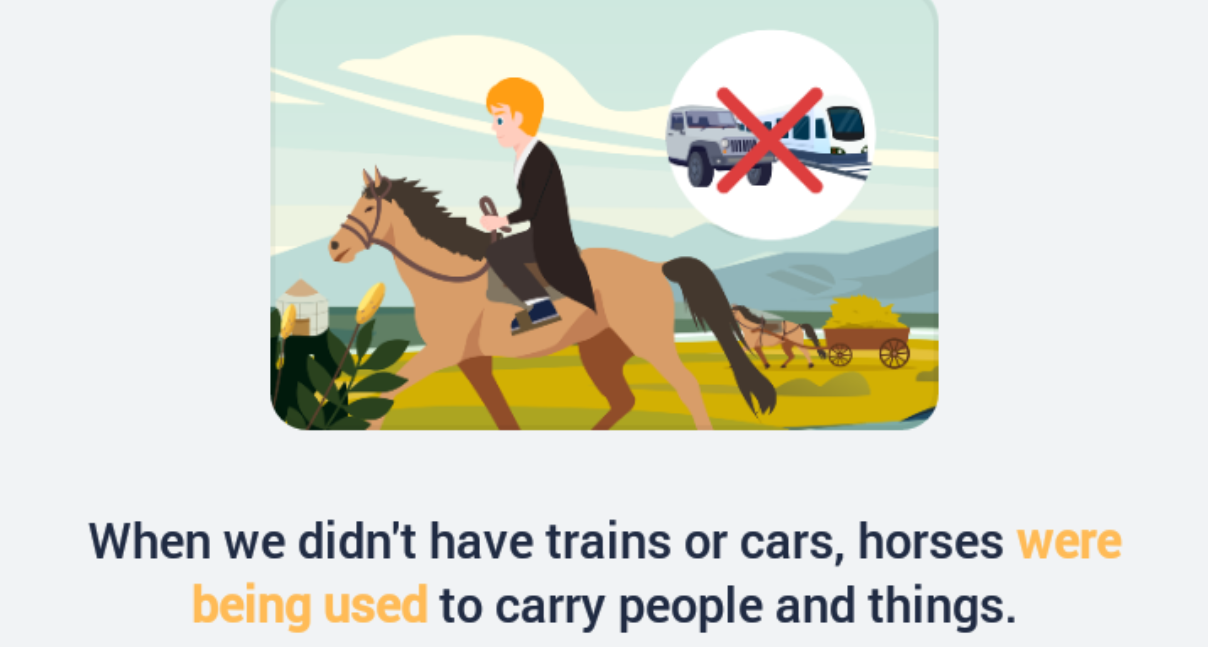 When we didn't have trains or cars, horses were
being used to carry people and things.